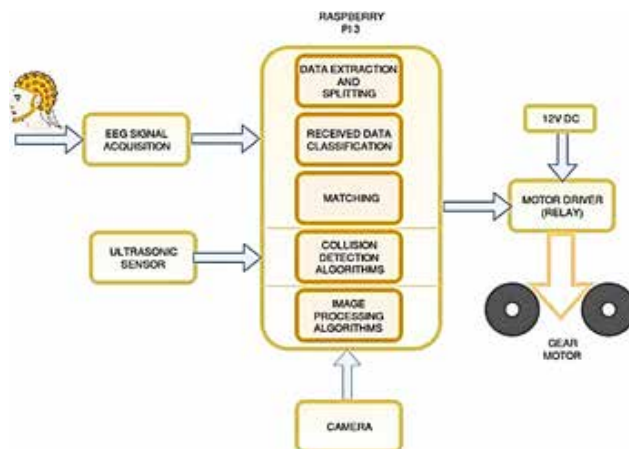 RASPBERRY
PI 3
DATA EXTRACTION
AND
SPLITTING
EEG SIGNAL
ACQUISITION
RECEIVED DATA
CLASSIFICATION
12V DC
MATCHING
MOTOR DRIVER
(RELAY)
ULTRASONIC
SENSOR
COLLISION
DETECTION
ALGORITHMS
IMAGE
PROCESSING
ALGORITHMS
GEAR
MOTOR
CAMERA